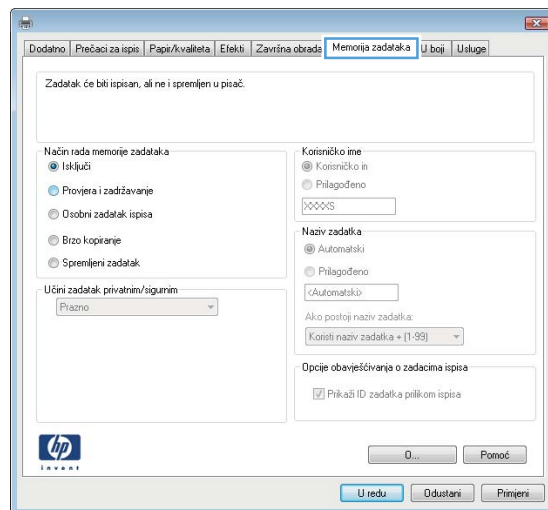 Dodatno Prečaci za ispis Papir/kvaliteta Efekti Završna obrada Memorija zadataka U boji Usluge
Zadatak će biti ispisan, ali ne i spremljen u pisač.
Način rada memorije zadataka
Isključi
Provjera i zadržavanje
Osobni zadatak ispisa
Brzo kopiranje
Spremljeni zadatak
Učini zadatak privatnim/sigurnim
Prazno
Korisničko ime
Korisničko in
Prilagođeno
XXXXS
Naziv zadatka
Automatski
Prilagođeno
<Automatski>
Ako postoji naziv zadatka:
Koristi naziv zadatka + (1-99)
Opcije obavješćivanja o zadacima ispisa
Prikaži ID zadatka prilikom ispisa
hp
invent
O... Pomoć
U redu Odustani Primjeni